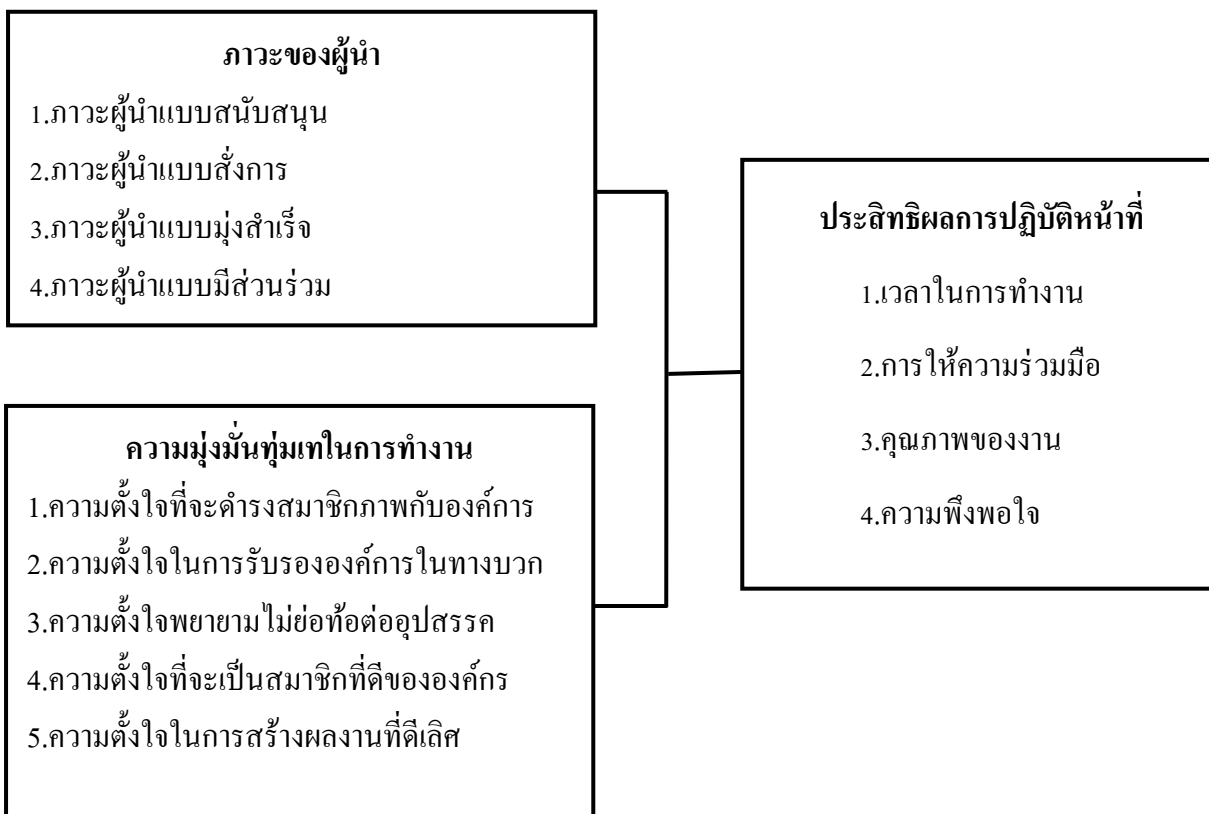 ภาวะของผู้นำ
1.ภาวะผู้นำแบบสนับสนุน
2.ภาวะผู้นำแบบสั่งการ
3.ภาวะผู้นำแบบมุ่งสำเร็จ
4.ภาวะผู้นำแบบมีส่วนร่วม
ความมุ่งมั่นทุ่มเทในการทำงาน
1.ความตั้งใจที่จะดำรงสมาชิกภาพกับองค์การ
2.ความตั้งใจในการรับรององค์การในทางบวก
3.ความตั้งใจพยายามไม่ย่อท้อต่ออุปสรรค
4.ความตั้งใจที่จะเป็นสมาชิกที่ดีขององค์กร
5.ความตั้งใจในการสร้างผลงานที่ดีเลิศ
ประสิทธิผลการปฏิบัติหน้าที่
1.เวลาในการทำงาน
2.การให้ความร่วมมือ
3.คุณภาพของงาน
4.ความพึงพอใจ